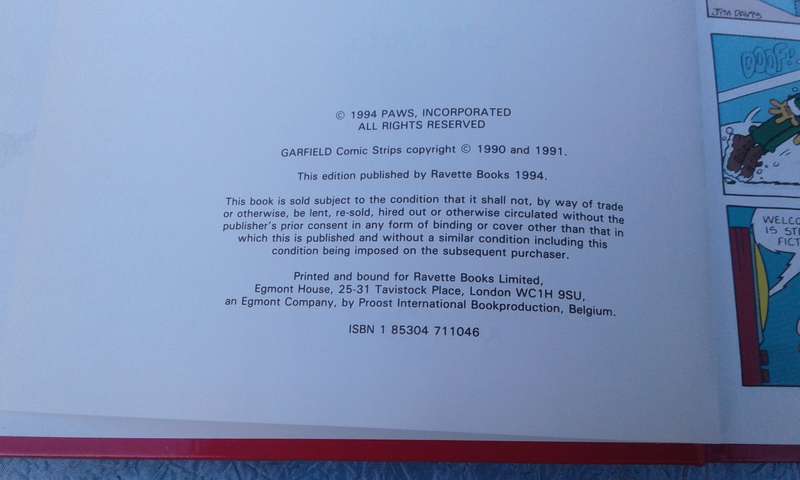 © 1994 PAWS, INCORPORATED
ALL RIGHTS RESERVED
GARFIELD Comic Strips copyright © 1990 and 1991.
This edition published by Ravette Books 1994.
This book is sold subject to the condition that it shall not, by way of trade
or otherwise, be lent, re-sold, hired out or otherwise circulated without the
publisher's prior consent in any form of binding or cover other than that in
which this is published and without a similar condition including this
condition being imposed on the subsequent purchaser.
Printed and bound for Ravette Books Limited,
Egmont House, 25-31 Tavistock Place, London WC1H 9SU,
an Egmont Company, by Proost International Bookproduction, Belgium.
ISBN 1 85304 711046
JIM DAVIS
OOOF!
IS